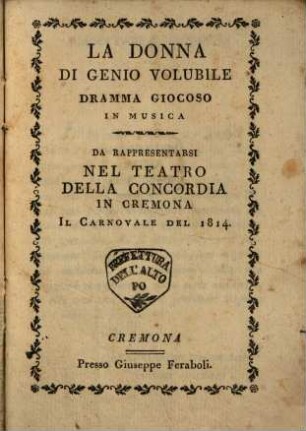 LA DONNA
DI GENIO VOLUBILE
DRAMMA GIOCOSO
IN MUSICA
DA RAPPRESENTARSI
NEL TEATRO
DELLA CONCORDIA
IN CREMONA
IL CARNOVALE DEL 1814.
PREFETTURA
DELL'ALTO
PO
CREMONA
Presso Giuseppe Feraboli.